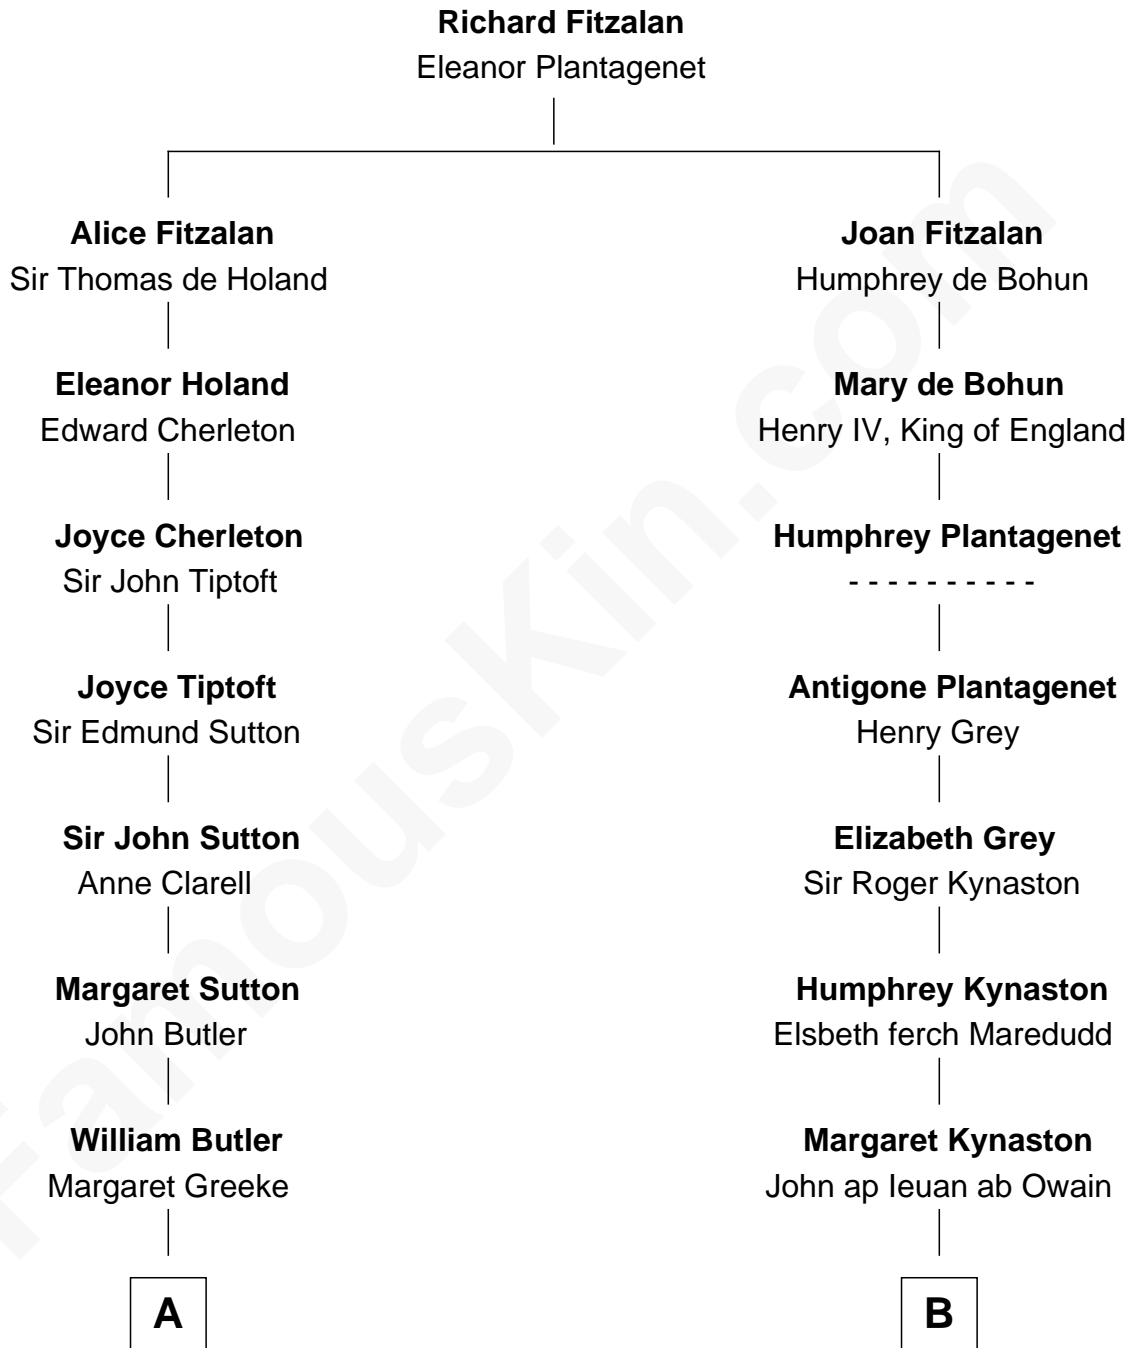 Richard Fitzalan
Eleanor Plantagenet
Alice Fitzalan
Sir Thomas de Holand
Joan Fitzalan
Humphrey de Bohun
Eleanor Holand
Edward Cherleton
Mary de Bohun
Henry IV, King of England
Joyce Cherleton
Sir John Tiptoft
Humphrey Plantagenet
- - - - - - - - - -
Joyce Tiptoft
Sir Edmund Sutton
Antigone Plantagenet
Henry Grey
Sir John Sutton
Anne Clarell
Elizabeth Grey
Sir Roger Kynaston
Margaret Sutton
John Butler
Humphrey Kynaston
Elsbeth ferch Maredudd
William Butler
Margaret Greeke
Margaret Kynaston
John ap Ieuan ab Owain
A
B
FamousKin.com